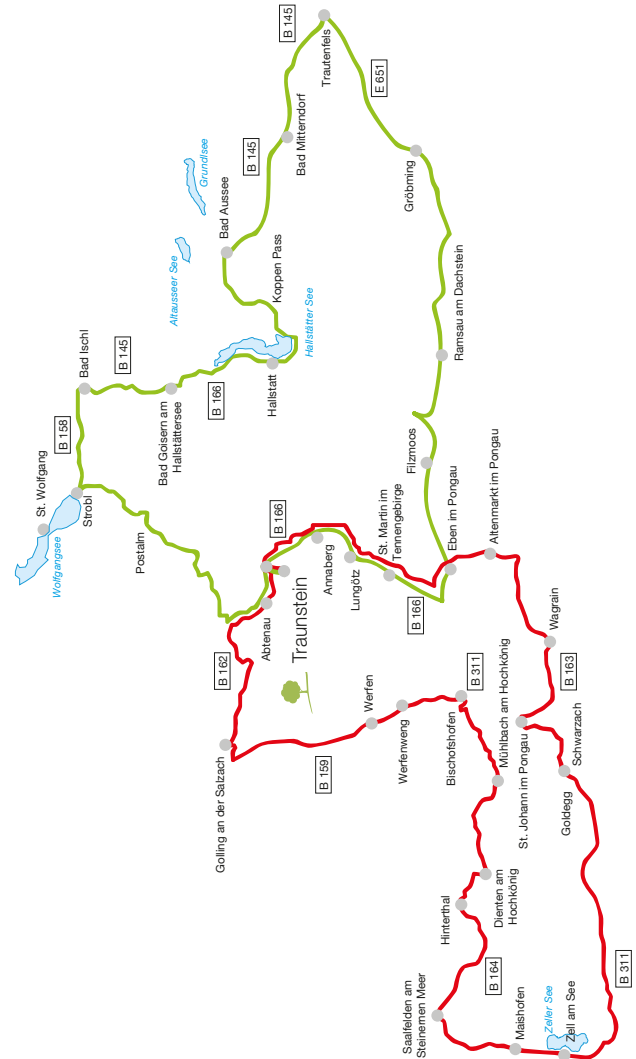 B 145
Trautenfels
E 651
Bad Mitterndorf
B 145
Grundlsee
Gröbming
Bad Aussee
Altausseer See
Koppen Pass
Hallstätter See
Ramsau am Dachstein
Bad Ischl
B 145
B 166
Hallstatt
Bad Goisern am
Hallstättersee
B 158
Filzmoos
St. Wolfgang
Strobl
Wolfgangsee
Postalm
B 166
St. Martin im
Tennengebirge
Annaberg
Lungötz
Eben im Pongau
Altenmarkt im Pongau
B 166
Abtenau
Traunstein
B 162
Wagrain
B 163
Werfen
Werfenweng
B 311
Bischofshofen
Mühlbach am Hochkönig
St. Johann im Pongau
Schwarzach
Goldegg
Golling an der Salzach
B 159
Dienten am
Hochkönig
Hinterthal
B 164
Saalfelden am
Steinernen Meer
Maishofen
Zeller See
Zell am See
B 311